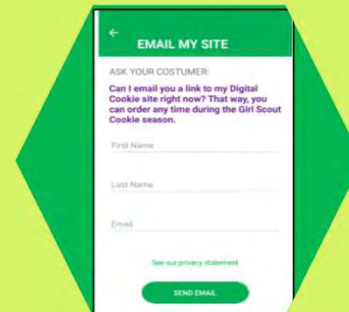 EMAIL MY SITE
ASK YOUR COSTUMER:
Can I email you a link to my Digital
Cookie site right now? That way, you
can order any time during the Girl Scout
Cookie season.
First Name
Last Name
Email
See our privacy statement
SEND EMAIL